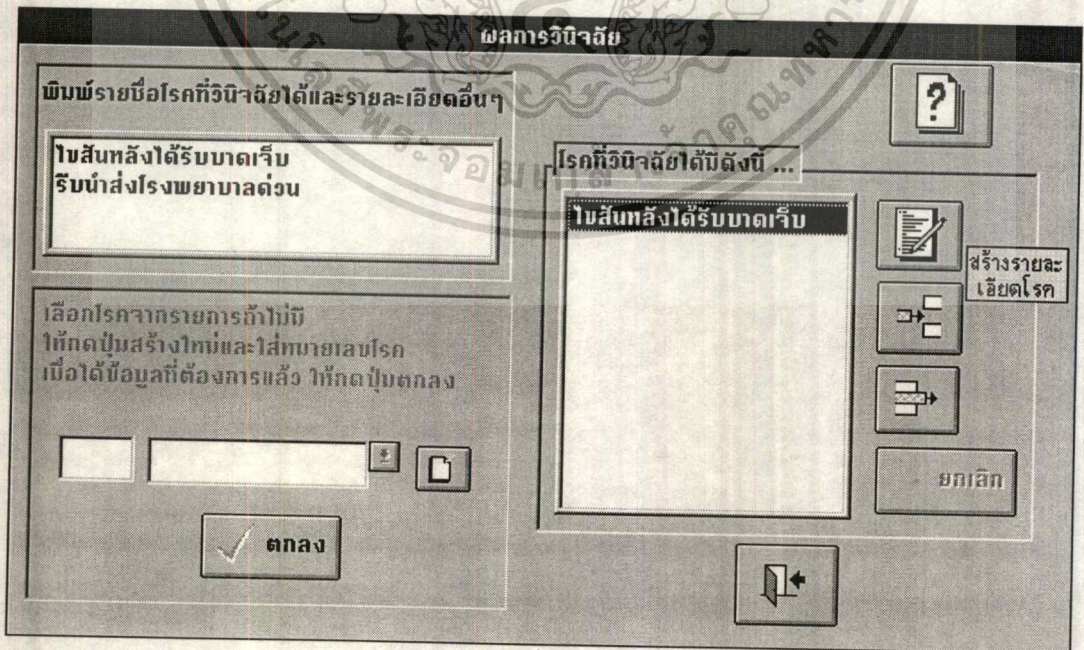 ผลการวินิจฉัย
พิมพ์รายชื่อโรคที่วินิจฉัยได้และรายละเอียดอื่นๆ
ไขสันหลังได้รับบาดเจ็บ
รีบนำส่งโรงพยาบาลด่วน
เลือกโรคจากรายการถ้าไม่มี
ให้กดปุ่มสร้างใหม่และใส่หมายเลขโรค
เมื่อได้ข้อมูลที่ต้องการแล้ว ให้กดปุ่มตกลง
ตกลง
?
โรคที่วินิจฉัยได้มีดังนี้ ...
ไขสันหลังได้รับบาดเจ็บ
สร้างรายละ
เอียดโรค
ยกเลิก